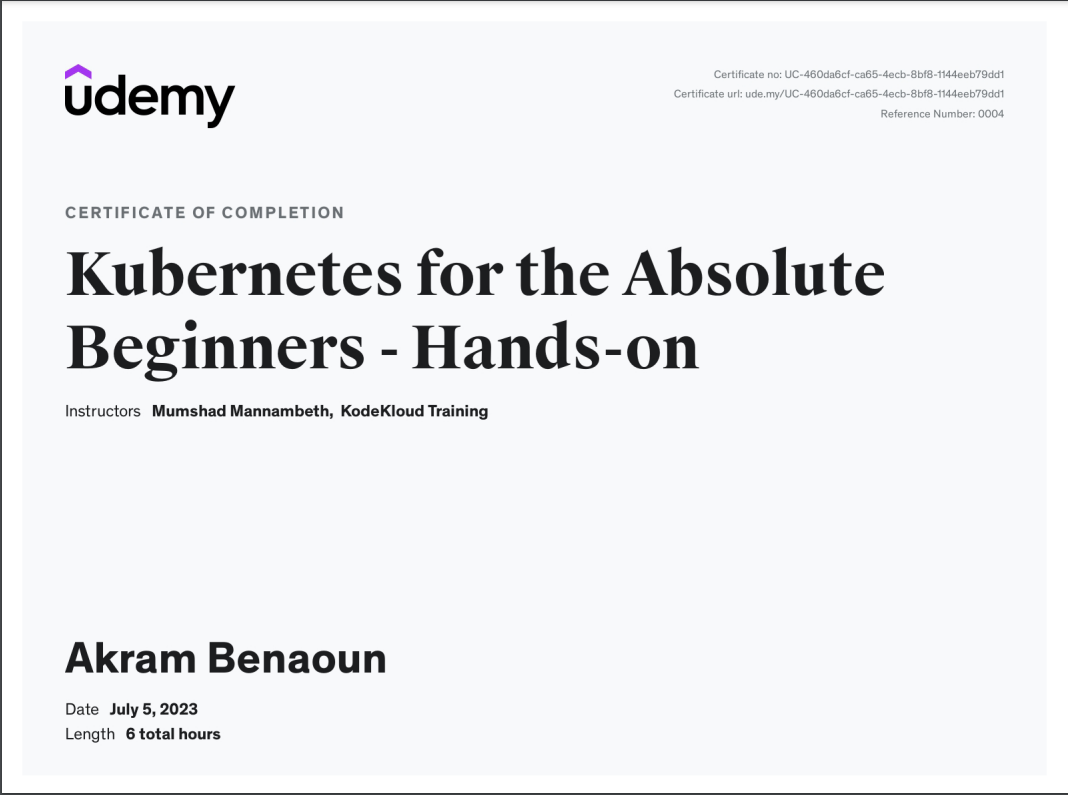 udemy
Certificate no: UC-460da6cf-ca65-4ecb-8bf8-1144eeb79dd1
Certificate url: ude.my/UC-460da6cf-ca65-4ecb-8bf8-1144eeb79dd1
Reference Number: 0004
CERTIFICATE OF COMPLETION
Kubernetes for the Absolute
Beginners - Hands-on
Instructors Mumshad Mannambeth, KodeKloud Training
Akram Benaoun
Date July 5, 2023
Length 6 total hours